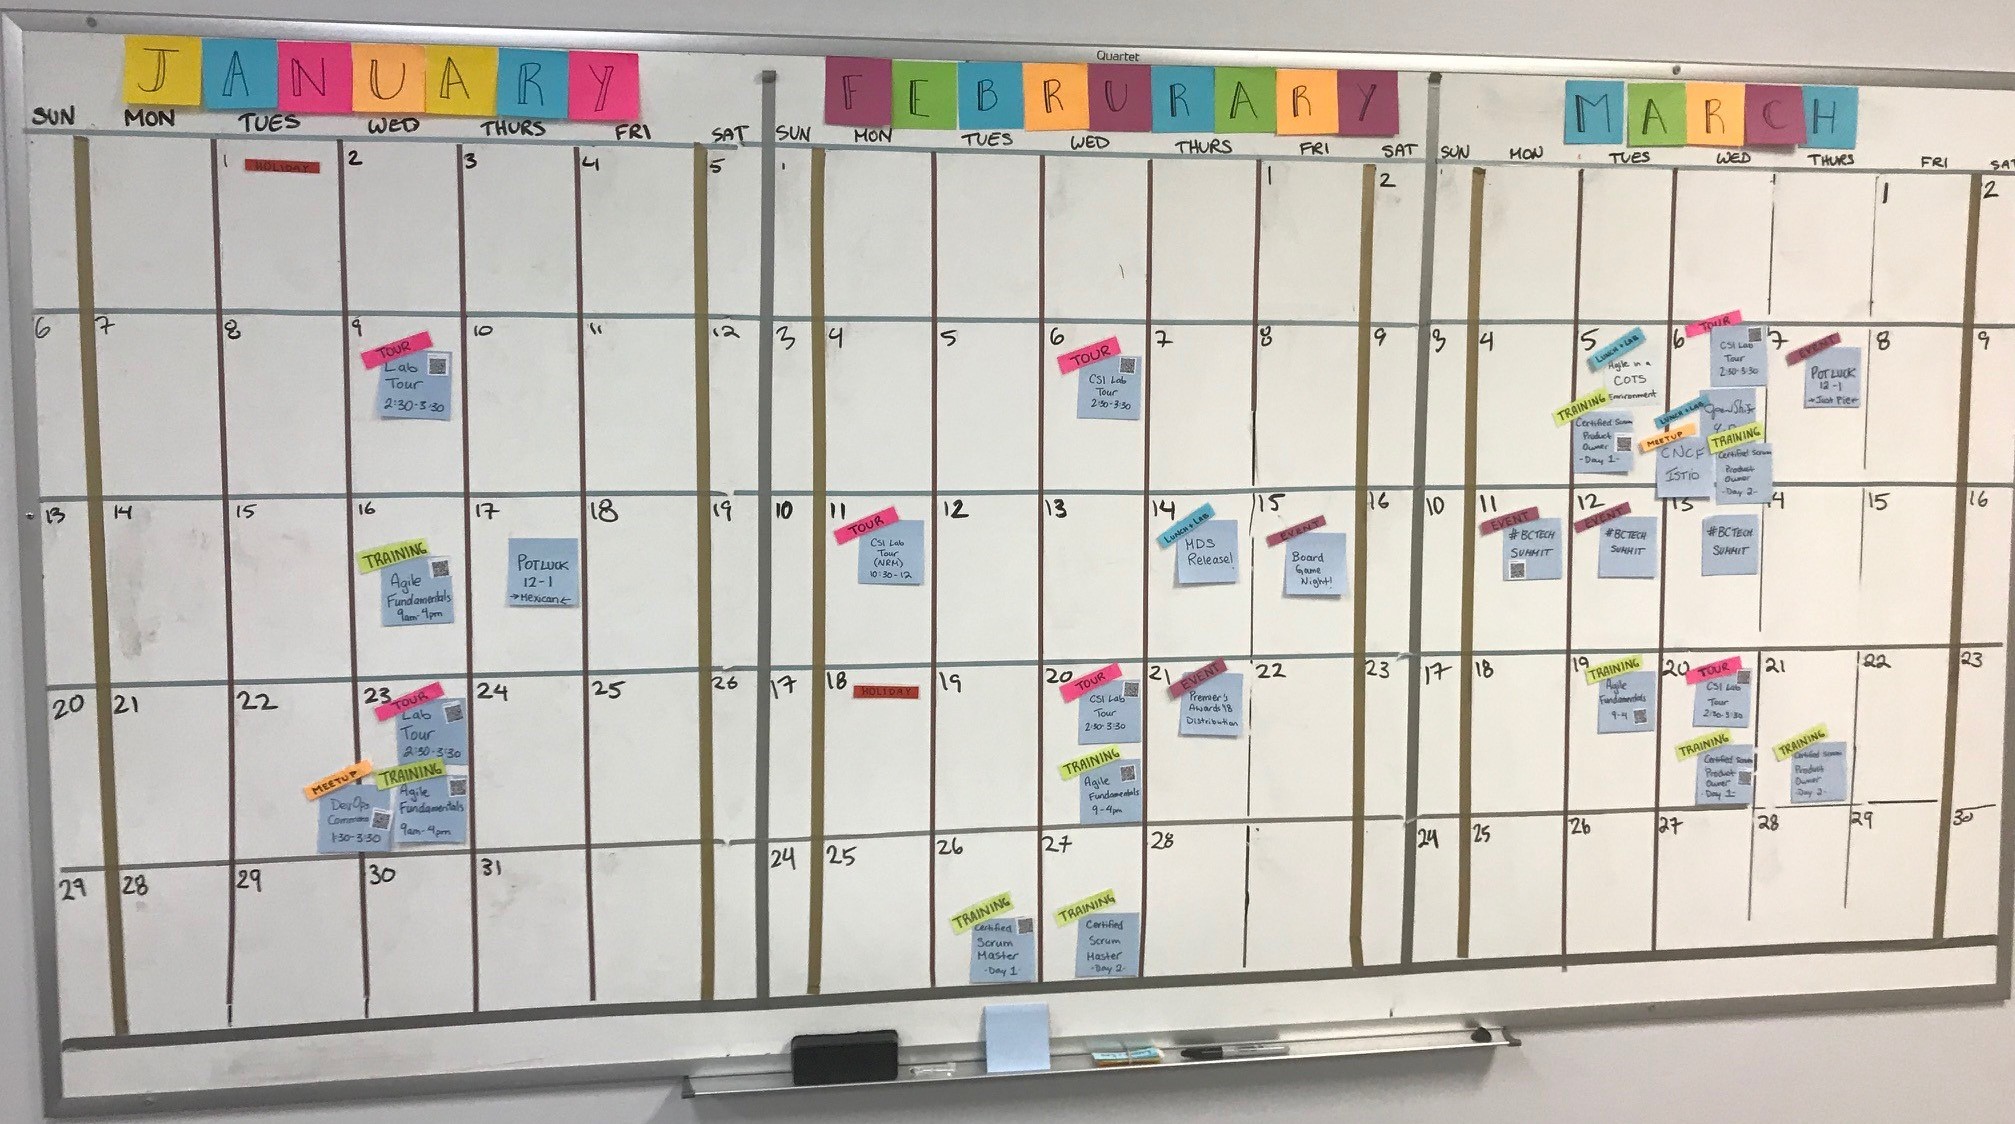 Quartet
JANUARY
SUN MON TUES WED THURS FRI SAT
1 HOLIDAY 2 3 4 5
6 7 8 9 10 11 12
TOUR
Lab
Tour
2:30-3:30
13 14 15 16 17 18 19
TRAINING
Agile
Fundamentals
9am-4pm
POTLUCK
12-1
→Mexican←
20 21 22 23 24 25 26
TOUR
Lab
Tour
2:30-3:30
MEETUP
DevOps
Commons
1:30-3:30
TRAINING
Agile
Fundamentals
9am-4pm
29 28 29 30 31
FEBRURARY
SUN MON TUES WED THURS FRI SAT
1 2
3 4 5 6 7 8 9
TOUR
CSI Lab
Tour
2:30-3:30
10 11 12 13 14 15 16
TOUR
CSI Lab
Tour
(NRM)
10:30-12
LUNCH + LAB
MDS
Release!
EVENT
Board
Game
Night!
17 18 HOLIDAY 19 20 21 22 23
TOUR
CSI Lab
Tour
2:30-3:30
TRAINING
Agile
Fundamentals
9-4pm
EVENT
Premier's
Awards '18
Distribution
24 25 26 27 28
TRAINING
Certified
Scrum
Master
-Day 1-
TRAINING
Certified
Scrum
Master
-Day 2-
MARCH
SUN MON TUES WED THURS FRI SAT
1 2
3 4 5 6 7 8 9
LUNCH + LAB
Agile in a
COTS
Environment
TRAINING
Certified Scrum
Product
Owner
-Day 1-
TOUR
CSI Lab
Tour
2:30-3:30
LUNCH + LAB
OpenShift
MEETUP
CNCF
ISTIO
TRAINING
Certified Scrum
Product
Owner
-Day 2-
EVENT
POTLUCK
12-1
→Just Pie←
10 11 12 13 14 15 16
EVENT
#BCTECH
SUMMIT
EVENT
#BCTECH
SUMMIT
#BCTECH
SUMMIT
17 18 19 20 21 22 23
TRAINING
Agile
Fundamentals
9-4
TOUR
CSI Lab
Tour
2:30-3:30
TRAINING
Certified Scrum
Product
Owner
-Day 1-
TRAINING
Certified Scrum
Product
Owner
-Day 2-
24 25 26 27 28 29 30